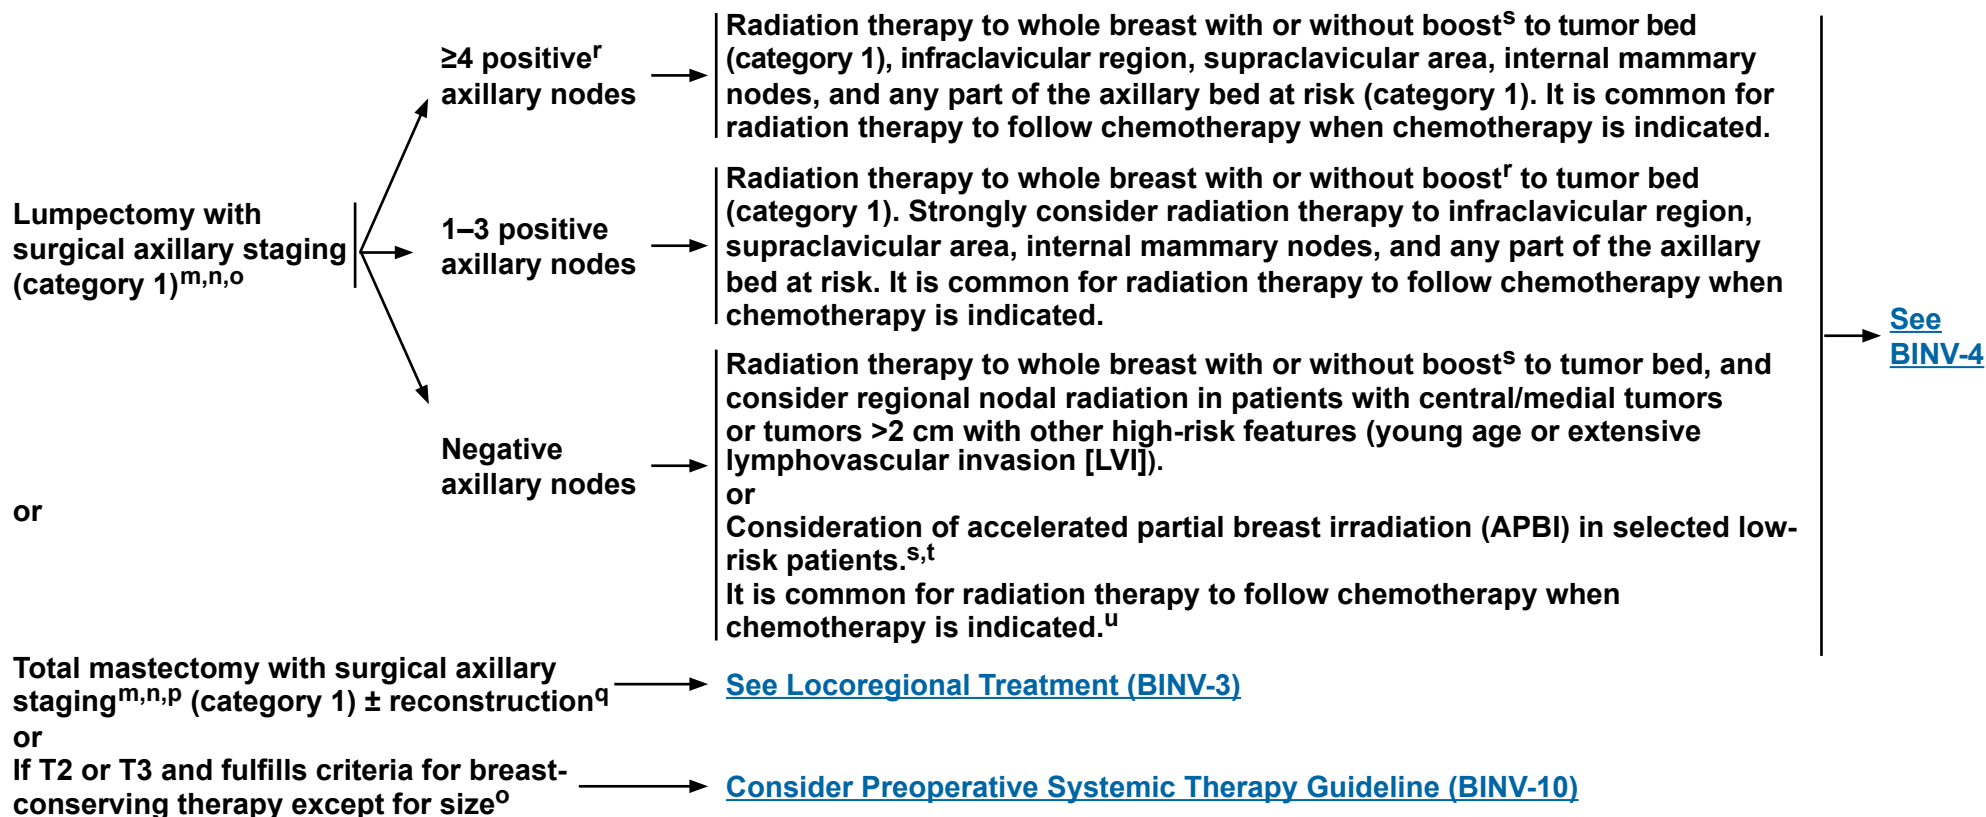 Lumpectomy with
surgical axillary staging
(category 1)m,n,o
≥4 positiver
axillary nodes
Radiation therapy to whole breast with or without boosts to tumor bed
(category 1), infraclavicular region, supraclavicular area, internal mammary
nodes, and any part of the axillary bed at risk (category 1). It is common for
radiation therapy to follow chemotherapy when chemotherapy is indicated.
1–3 positive
axillary nodes
Radiation therapy to whole breast with or without boostr to tumor bed
(category 1). Strongly consider radiation therapy to infraclavicular region,
supraclavicular area, internal mammary nodes, and any part of the axillary
bed at risk. It is common for radiation therapy to follow chemotherapy when
chemotherapy is indicated.
Negative
axillary nodes
Radiation therapy to whole breast with or without boosts to tumor bed, and
consider regional nodal radiation in patients with central/medial tumors
or tumors >2 cm with other high-risk features (young age or extensive
lymphovascular invasion [LVI]).
or
Consideration of accelerated partial breast irradiation (APBI) in selected low-
risk patients.s,t
It is common for radiation therapy to follow chemotherapy when
chemotherapy is indicated.u
See
BINV-4
or
Total mastectomy with surgical axillary
stagingm,n,p (category 1) ± reconstructionq
See Locoregional Treatment (BINV-3)
or
If T2 or T3 and fulfills criteria for breast-
conserving therapy except for sizeo
Consider Preoperative Systemic Therapy Guideline (BINV-10)